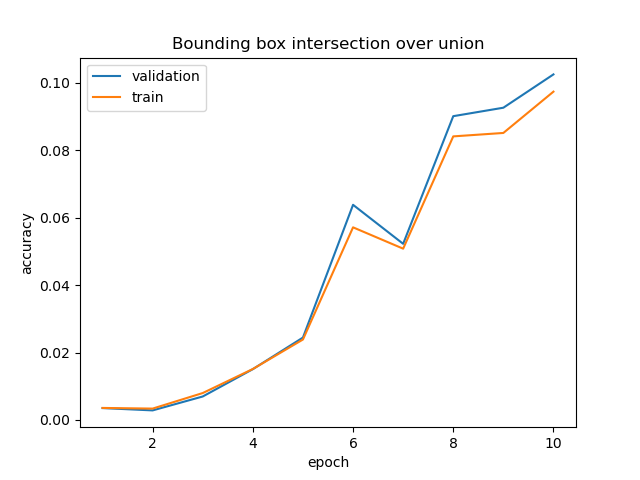 Bounding box intersection over union
validation
train
accuracy
0.10
0.08
0.06
0.04
0.02
0.00
2 4 6 8 10
epoch